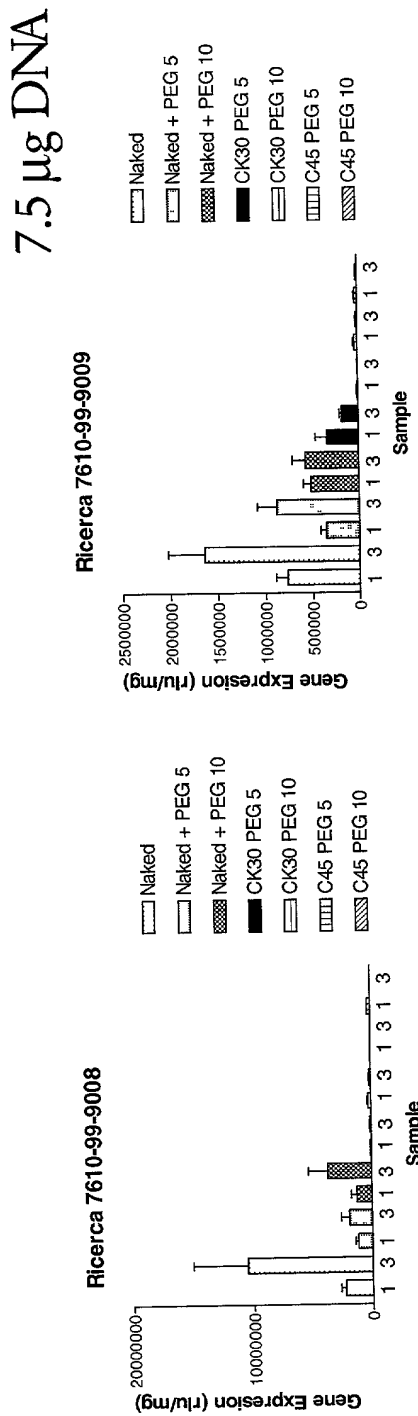 7.5 µg DNA
Ricerca 7610-99-9008
Gene Expresion (rlu/mg)
20000000
10000000
0
1 3 1 3 1 3 1 3 1 3 1 3
Sample
Naked
Naked + PEG 5
Naked + PEG 10
CK30 PEG 5
CK30 PEG 10
C45 PEG 5
C45 PEG 10
Ricerca 7610-99-9009
Gene Expresion (rlu/mg)
2500000
2000000
1500000
1000000
500000
0
1 3 1 3 1 3 1 3 1 3 1 3 1 3
Sample
Naked
Naked + PEG 5
Naked + PEG 10
CK30 PEG 5
CK30 PEG 10
C45 PEG 5
C45 PEG 10